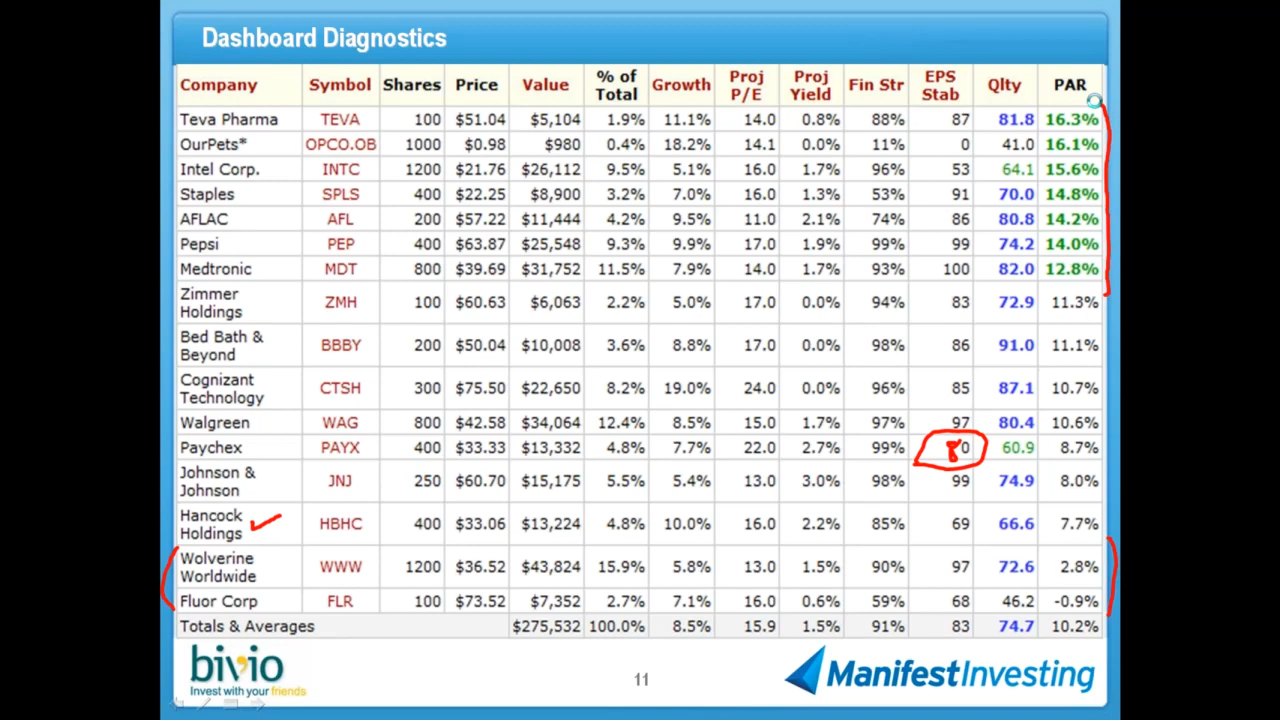 Dashboard Diagnostics
Company Symbol Shares Price Value % of Total Growth Proj P/E Proj Yield Fin Str EPS Stab Qlty PAR
Teva Pharma TEVA 100 $51.04 $5,104 1.9% 11.1% 14.0 0.8% 88% 87 81.8 16.3%
OurPets* OPCO.OB 1000 $0.98 $980 0.4% 18.2% 14.1 0.0% 11% 0 41.0 16.1%
Intel Corp. INTC 1200 $21.76 $26,112 9.5% 5.1% 16.0 1.7% 96% 53 64.1 15.6%
Staples SPLS 400 $22.25 $8,900 3.2% 7.0% 16.0 1.3% 53% 91 70.0 14.8%
AFLAC AFL 200 $57.22 $11,444 4.2% 9.5% 11.0 2.1% 74% 86 80.8 14.2%
Pepsi PEP 400 $63.87 $25,548 9.3% 9.9% 17.0 1.9% 99% 99 74.2 14.0%
Medtronic MDT 800 $39.69 $31,752 11.5% 7.9% 14.0 1.7% 93% 100 82.0 12.8%
Zimmer Holdings ZMH 100 $60.63 $6,063 2.2% 5.0% 17.0 0.0% 94% 83 72.9 11.3%
Bed Bath & Beyond BBBY 200 $50.04 $10,008 3.6% 8.8% 17.0 0.0% 98% 86 91.0 11.1%
Cognizant Technology CTSH 300 $75.50 $22,650 8.2% 19.0% 24.0 0.0% 96% 85 87.1 10.7%
Walgreen WAG 800 $42.58 $34,064 12.4% 8.5% 15.0 1.7% 97% 97 80.4 10.6%
Paychex PAYX 400 $33.33 $13,332 4.8% 7.7% 22.0 2.7% 99% 80 60.9 8.7%
Johnson & Johnson JNJ 250 $60.70 $15,175 5.5% 5.4% 13.0 3.0% 98% 99 74.9 8.0%
Hancock Holdings HBHC 400 $33.06 $13,224 4.8% 10.0% 16.0 2.2% 85% 69 66.6 7.7%
Wolverine Worldwide WWW 1200 $36.52 $43,824 15.9% 5.8% 13.0 1.5% 90% 97 72.6 2.8%
Fluor Corp FLR 100 $73.52 $7,352 2.7% 7.1% 16.0 0.6% 59% 68 46.2 -0.9%
Totals & Averages $275,532 100.0% 8.5% 15.9 1.5% 91% 83 74.7 10.2%
bivio
Invest with your friends
11
ManifestInvesting